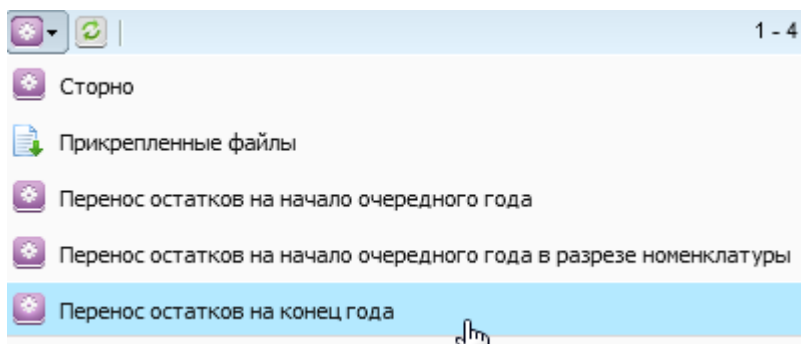 1 - 4
Сторно
Прикрепленные файлы
Перенос остатков на начало очередного года
Перенос остатков на начало очередного года в разрезе номенклатуры
Перенос остатков на конец года